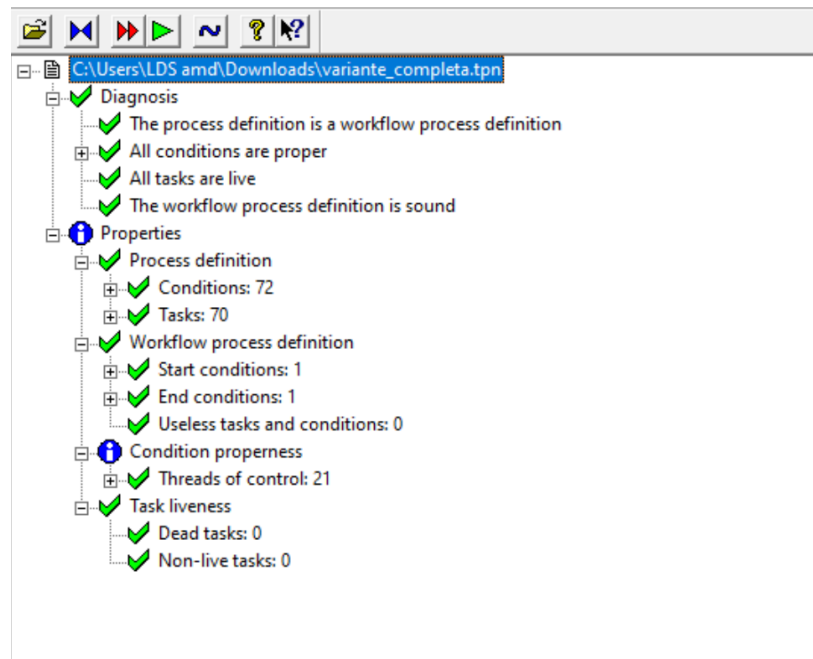 C:\Users\LDS amd\Downloads\variante_completa.tpn
Diagnosis
The process definition is a workflow process definition
All conditions are proper
All tasks are live
The workflow process definition is sound
Properties
Process definition
Conditions: 72
Tasks: 70
Workflow process definition
Start conditions: 1
End conditions: 1
Useless tasks and conditions: 0
Condition properness
Threads of control: 21
Task liveness
Dead tasks: 0
Non-live tasks: 0